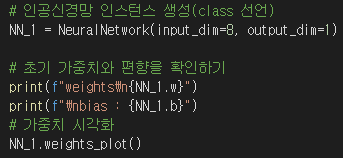 # 인공신경망 인스턴스 생성(class 선언)
NN_1 = NeuralNetwork(input_dim=8, output_dim=1)
# 초기 가중치와 편향을 확인하기
print(f"weights₩n{NN_1.w}")
print(f"₩nbias : {NN_1.b}")
# 가중치 시각화
NN_1.weights_plot()